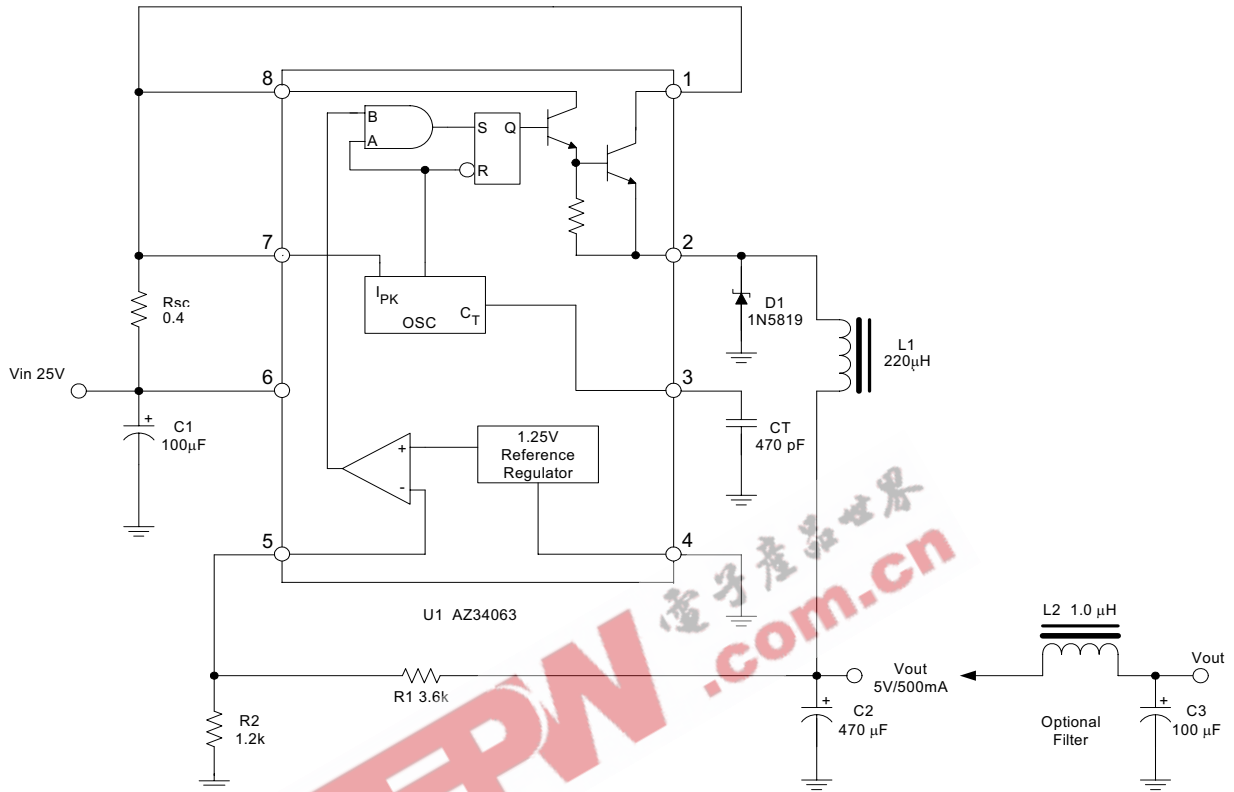 8
1
B
A
S
Q
R
7
2
Rsc
0.4
IPK
CT
OSC
D1
1N5819
L1
220µH
Vin 25V
6
3
C1
+
100µF
CT
470 pF
1.25V
Reference
Regulator
+
-
5
4
U1 AZ34063
電子產品世界
.com.cn
EEPW
L2 1.0 µH
R1 3.6k
Vout
5V/500mA
Vout
R2
1.2k
+
C2
470 µF
Optional
Filter
+
C3
100 µF